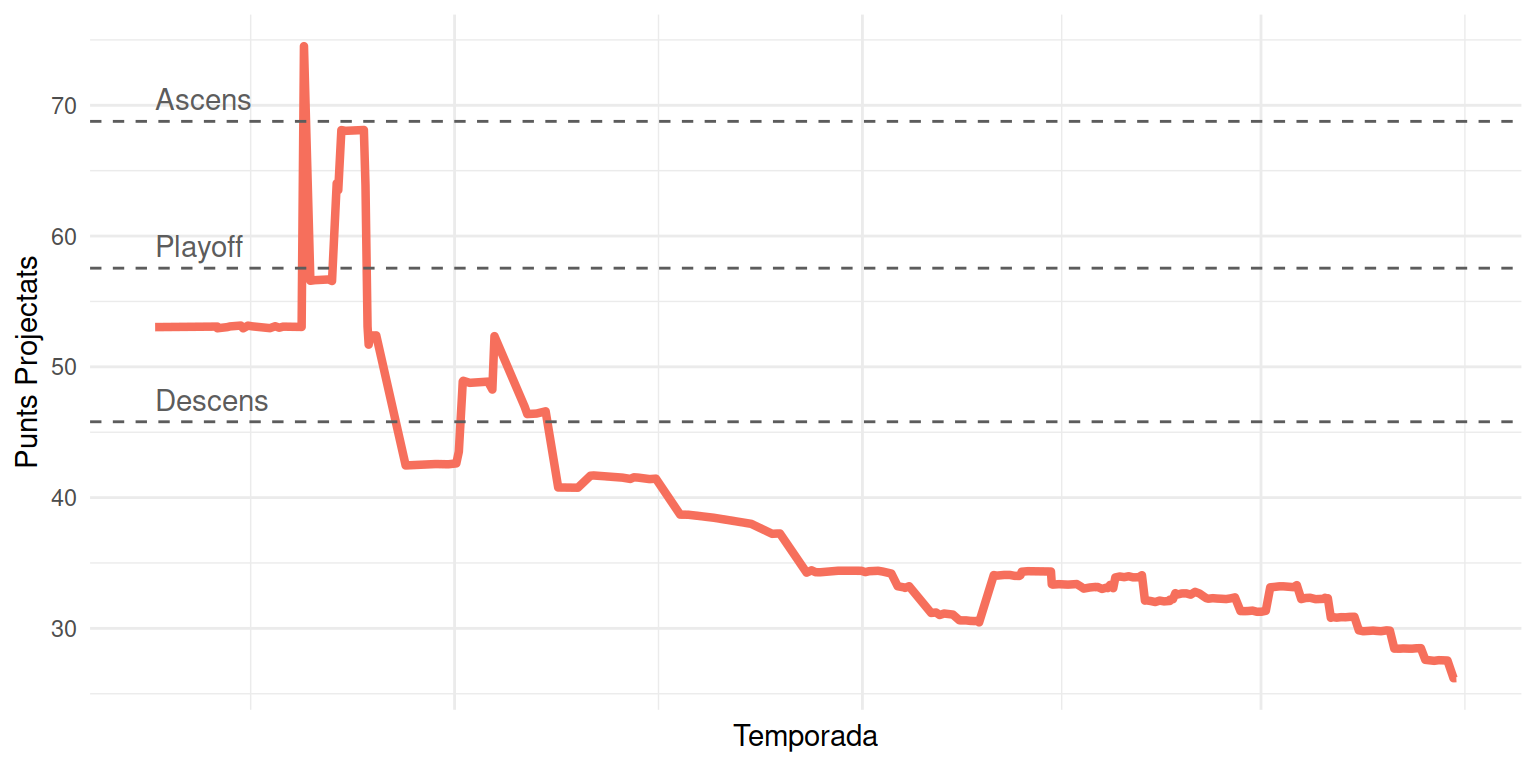 70
60
50
40
30
Punts Projectats
Ascens
Playoff
Descens
Temporada